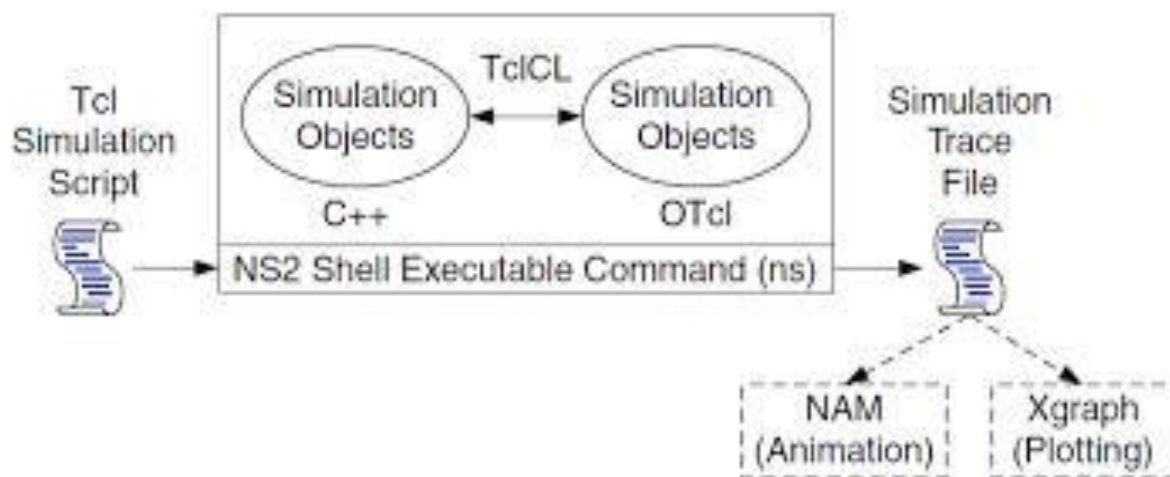 Tcl
Simulation
Script
TclCL
Simulation
Objects
C++
Simulation
Objects
OTcl
NS2 Shell Executable Command (ns)
Simulation
Trace
File
NAM
(Animation)
Xgraph
(Plotting)